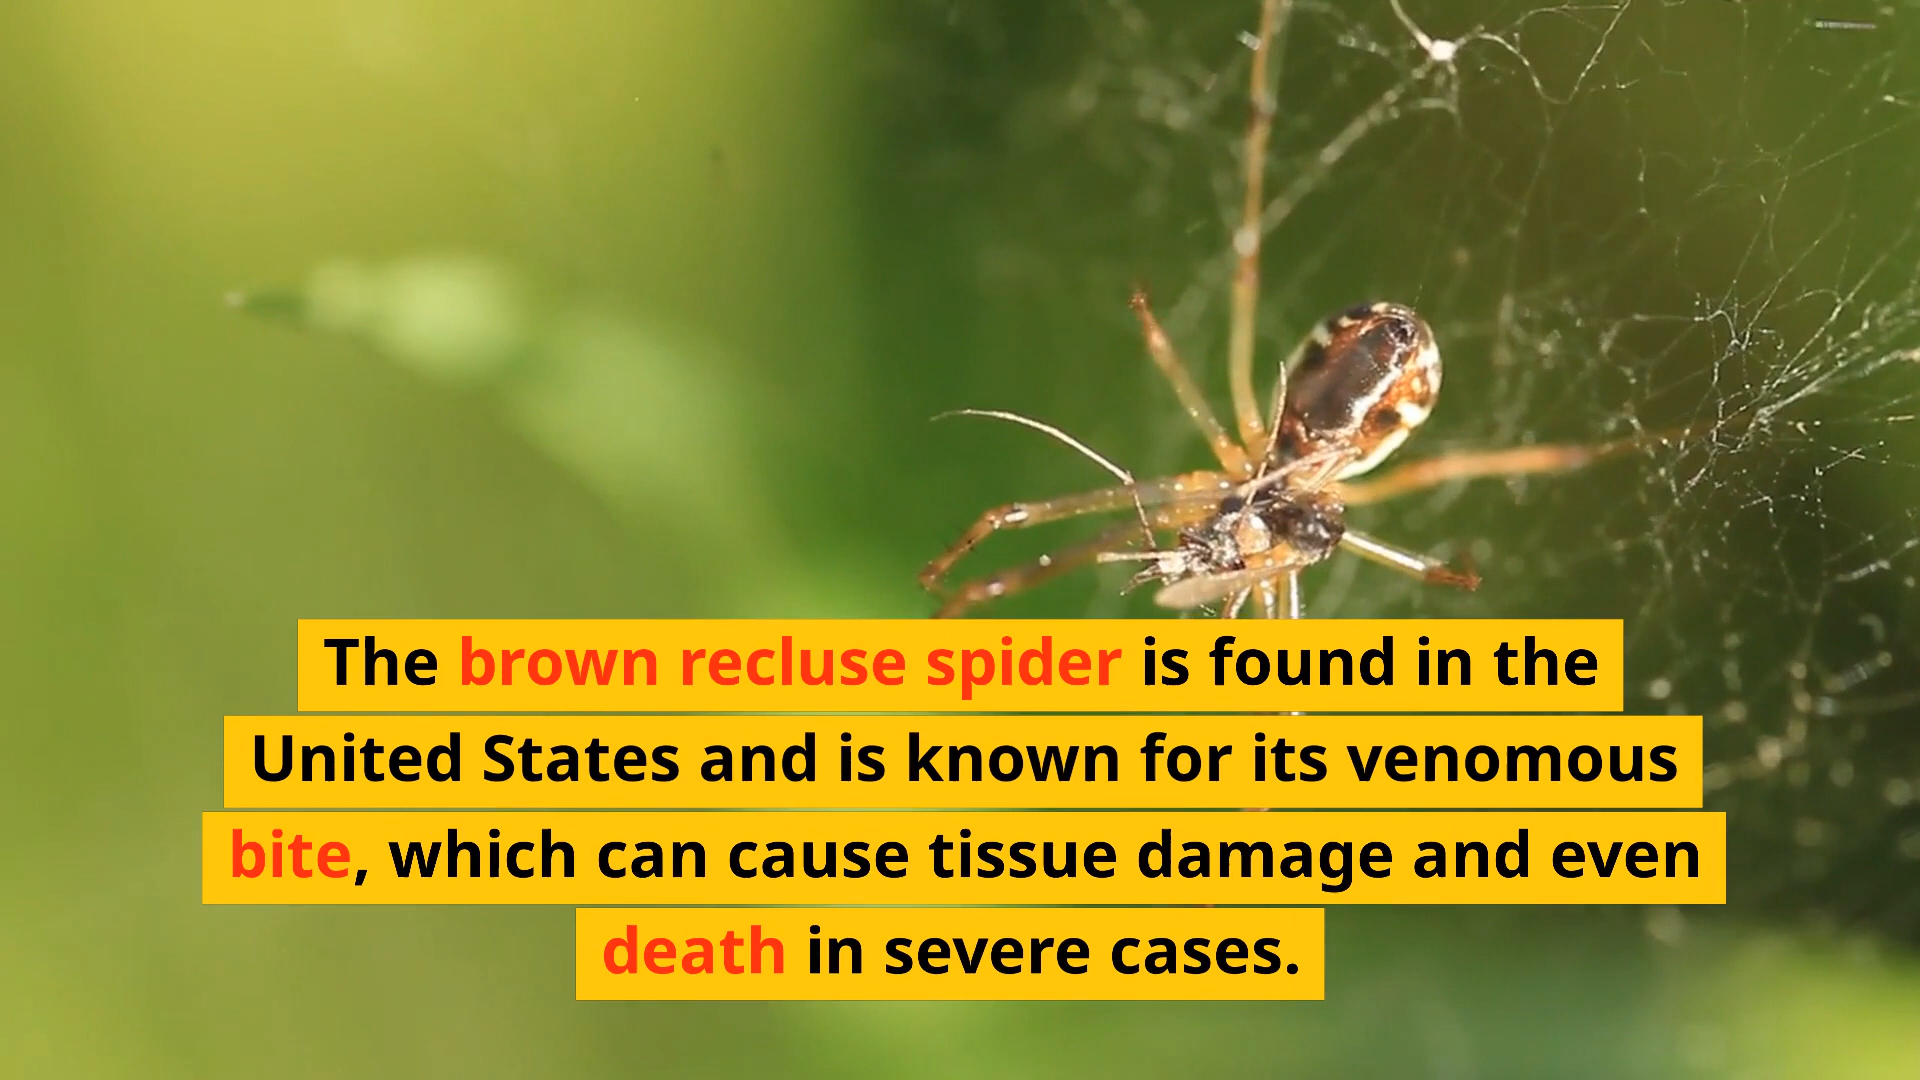 The brown recluse spider is found in the
United States and is known for its venomous
bite, which can cause tissue damage and even
death in severe cases.